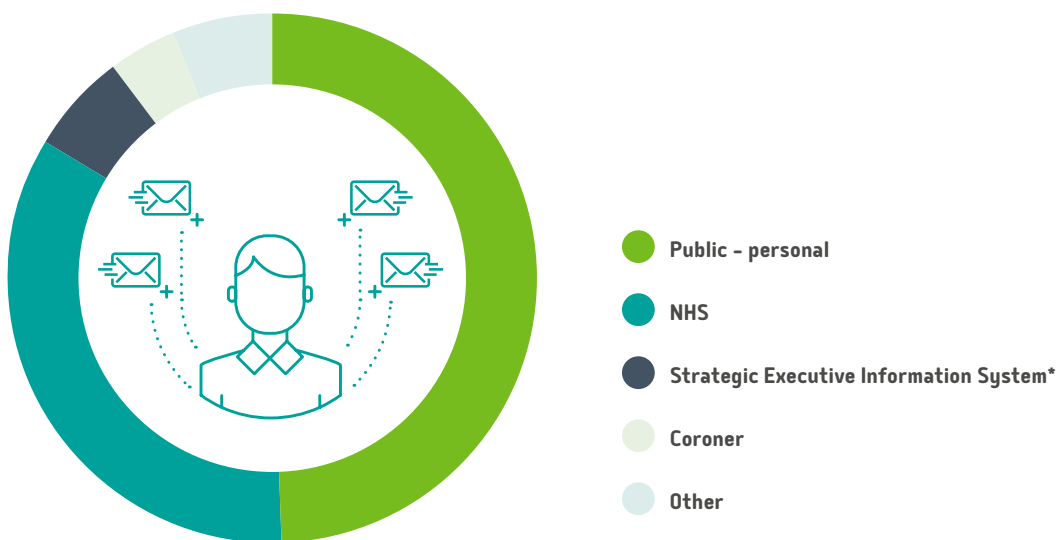 Public - personal
NHS
Strategic Executive Information System*
Coroner
Other